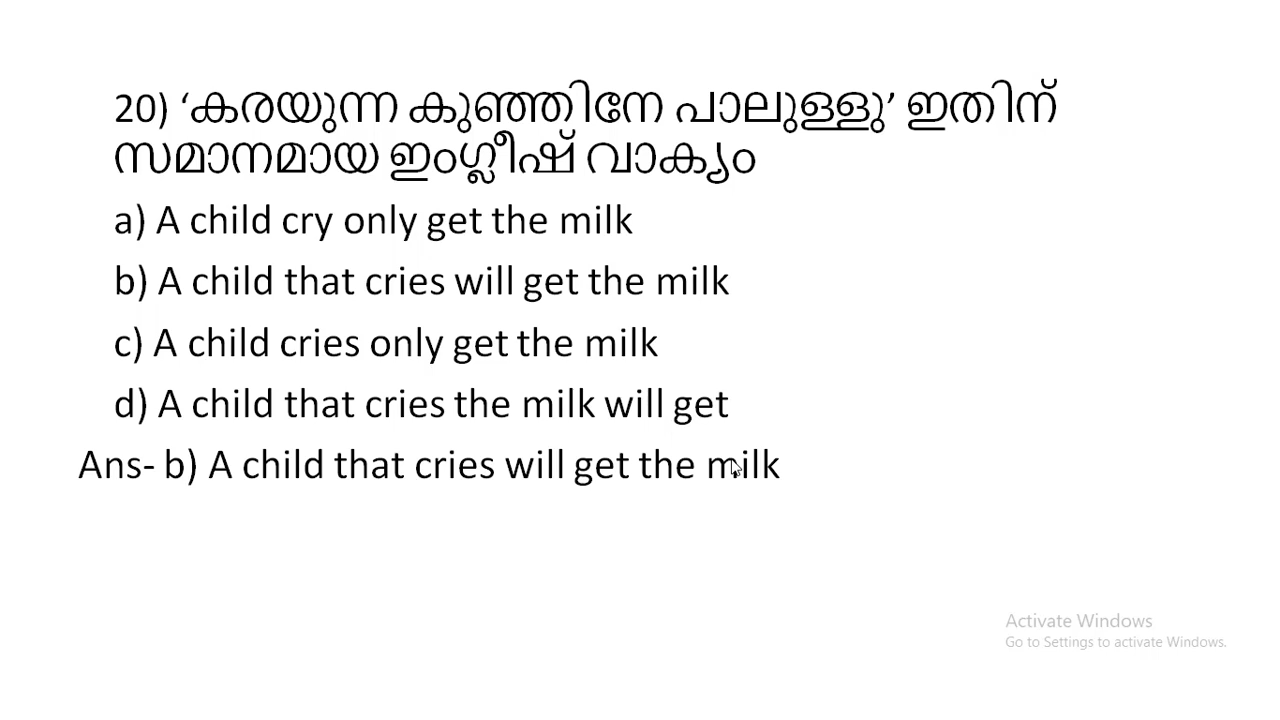 20) ‘കരയുന്ന കുഞ്ഞിനേ പാലുള്ളു’ ഇതിന്
സമാനമായ ഇംഗ്ലീഷ് വാക്യം
a) A child cry only get the milk
b) A child that cries will get the milk
c) A child cries only get the milk
d) A child that cries the milk will get
Ans- b) A child that cries will get the milk
Activate Windows
Go to Settings to activate Windows.